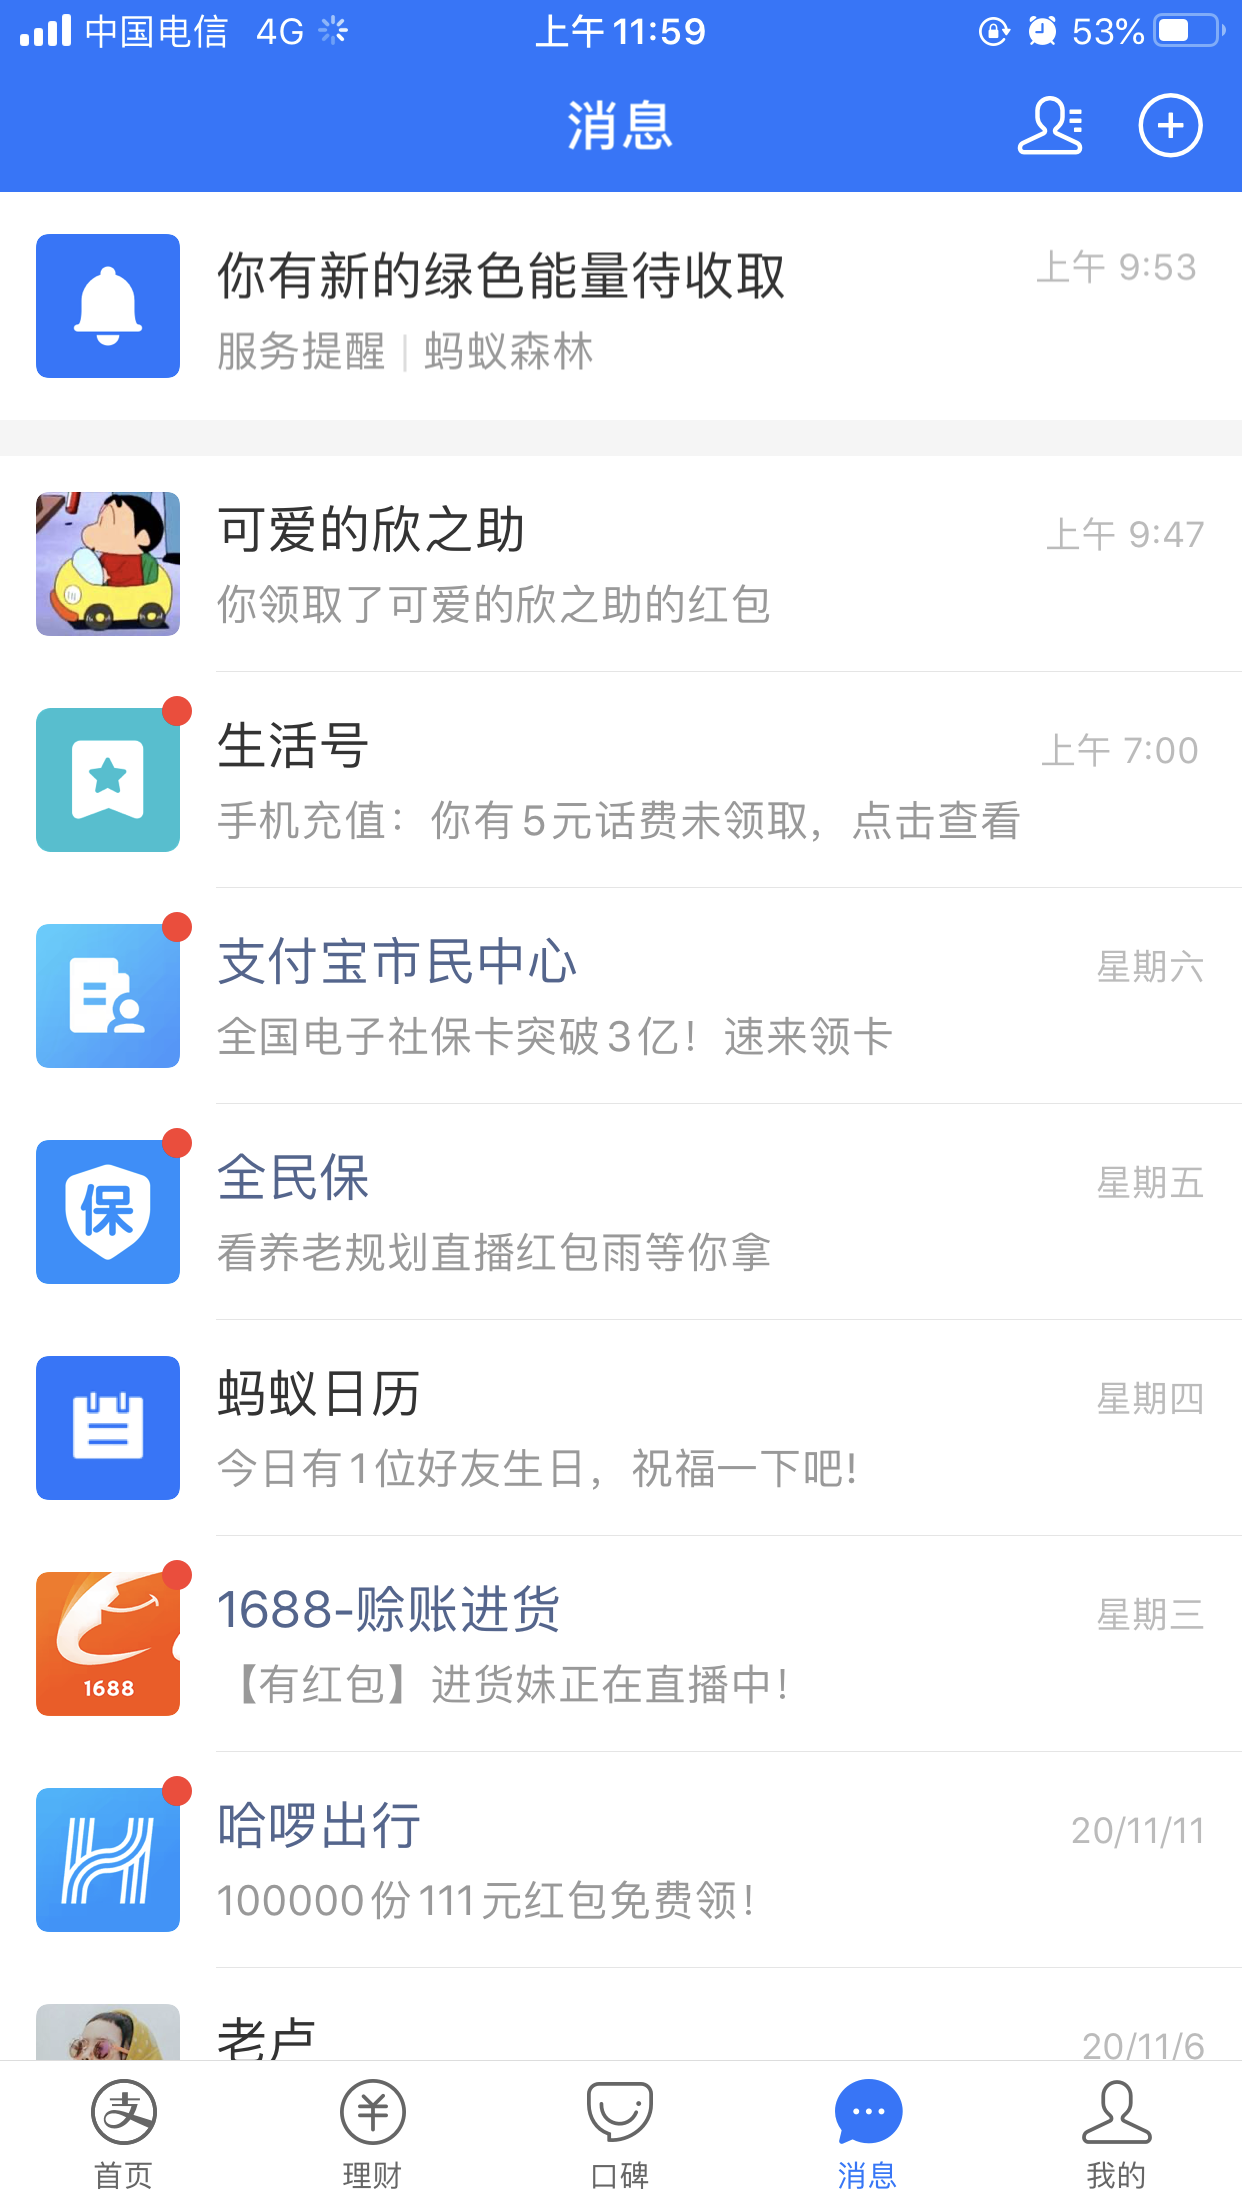 中国电信 4G 上午11:59 53%
消息
你有新的绿色能量待收取 上午 9:53
服务提醒 | 蚂蚁森林
可爱的欣之助 上午 9:47
你领取了可爱的欣之助的红包
生活号 上午 7:00
手机充值：你有5元话费未领取，点击查看
支付宝市民中心 星期六
全国电子社保卡突破3亿！速来领卡
保
全民保 星期五
看养老规划直播红包雨等你拿
蚂蚁日历 星期四
今日有1位好友生日，祝福一下吧!
1688
1688-赊账进货 星期三
【有红包】进货妹正在直播中!
哈啰出行 20/11/11
100000份111元红包免费领!
老卢 20/11/6
支
首页 理财 口碑 消息 我的